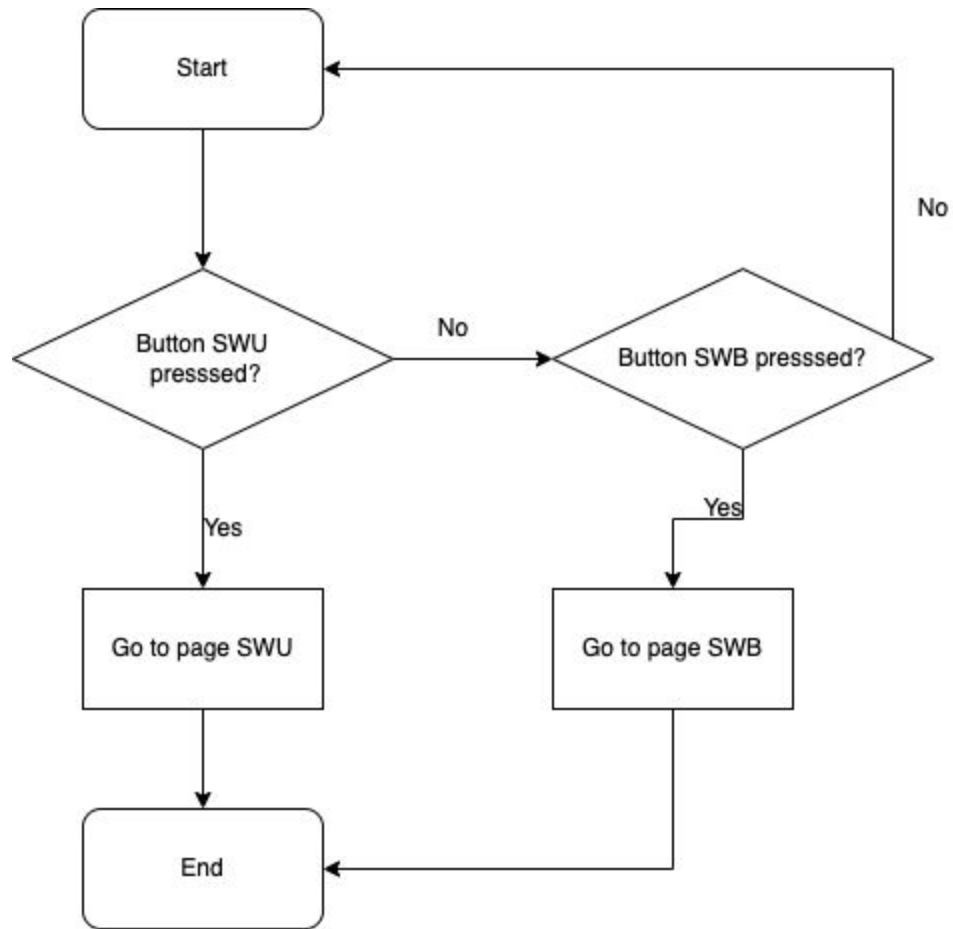 Start
No
No
Button SWU
presssed?
Button SWB presssed?
Yes
Yes
Go to page SWU
Go to page SWB
End